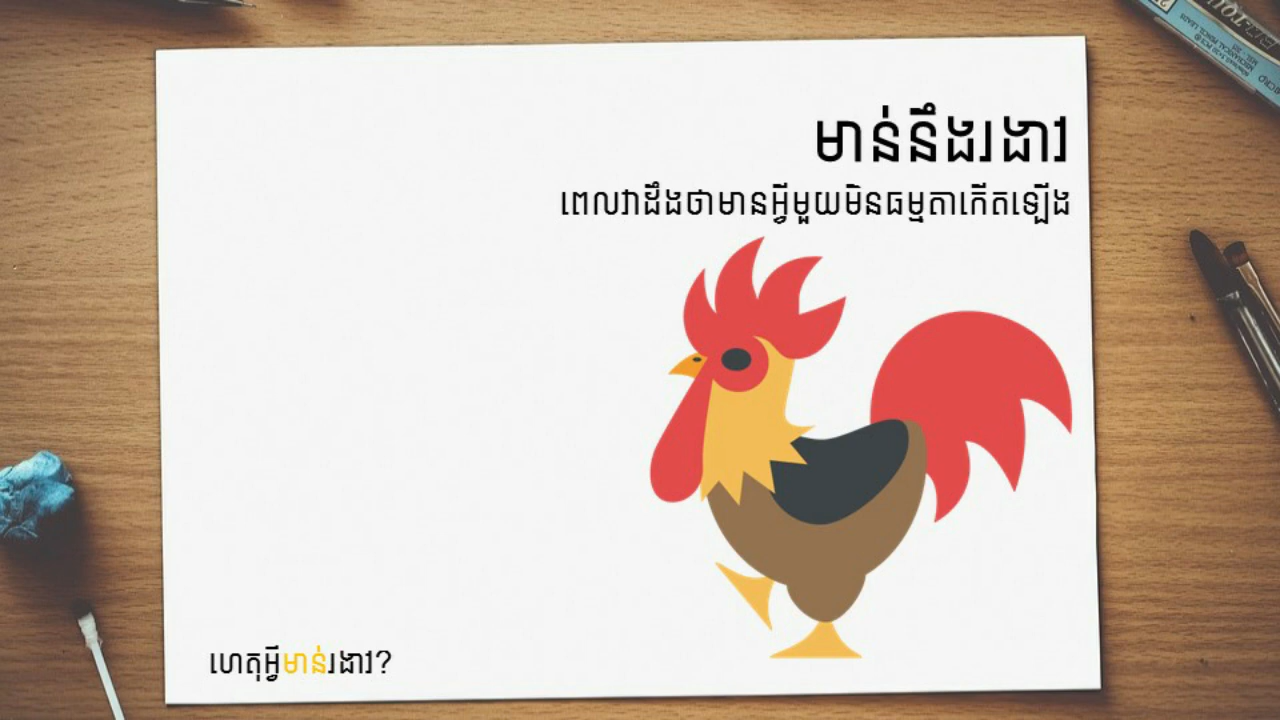 មាន់នឹងរងាវ
ពេលវាដឹងថាមានអ្វីមួយមិនធម្មតាកើតឡើង
ហេតុអ្វីមាន់រងាវ?